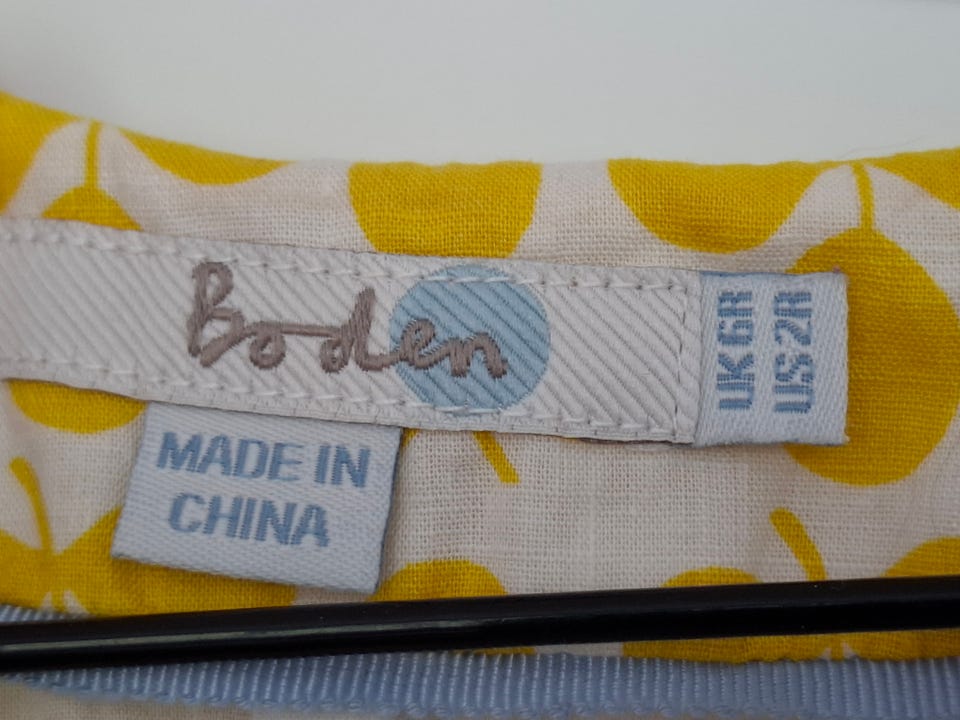 Boden
UK 6R
US 2R
MADE IN
CHINA